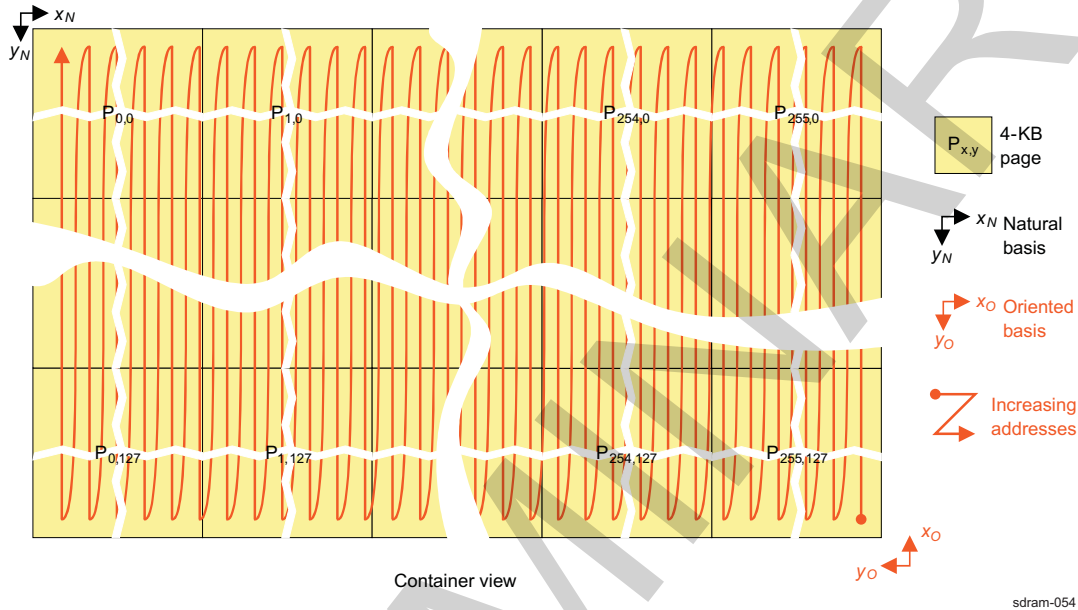 x_N
y_N
P_0,0 P_1,0 P_254,0 P_255,0
P_x,y
4-KB
page
x_N
y_N
Natural
basis
x_O
y_O
Oriented
basis
Increasing
addresses
P_0,127 P_1,127 P_254,127 P_255,127
x_O
y_O
Container view
sdram-054